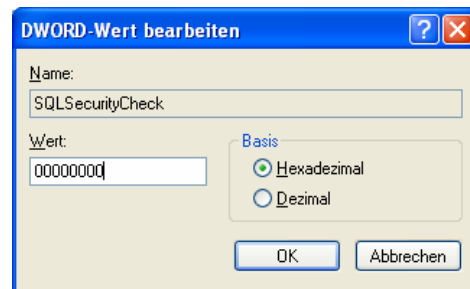 DWORD-Wert bearbeiten
Name:
SQLSecurityCheck
Wert:
00000000
Basis
Hexadezimal
Dezimal
OK
Abbrechen